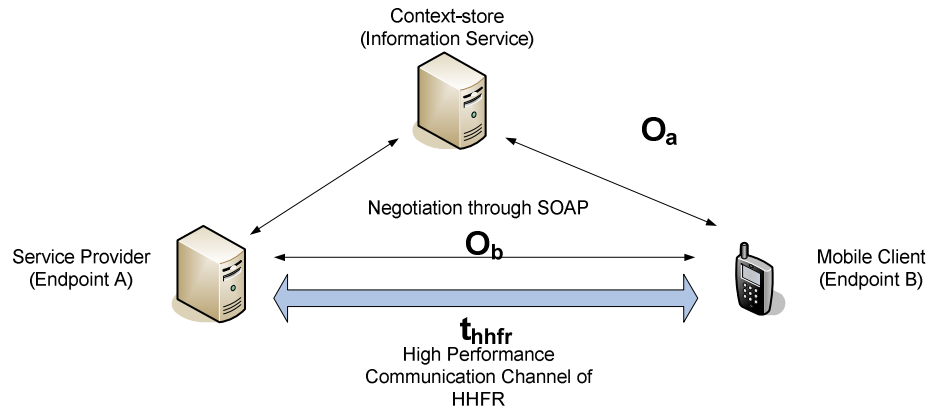 Context-store
(Information Service)
Oa
Negotiation through SOAP
Service Provider
(Endpoint A)
Ob
Mobile Client
(Endpoint B)
thhfr
High Performance
Communication Channel of
HHFR